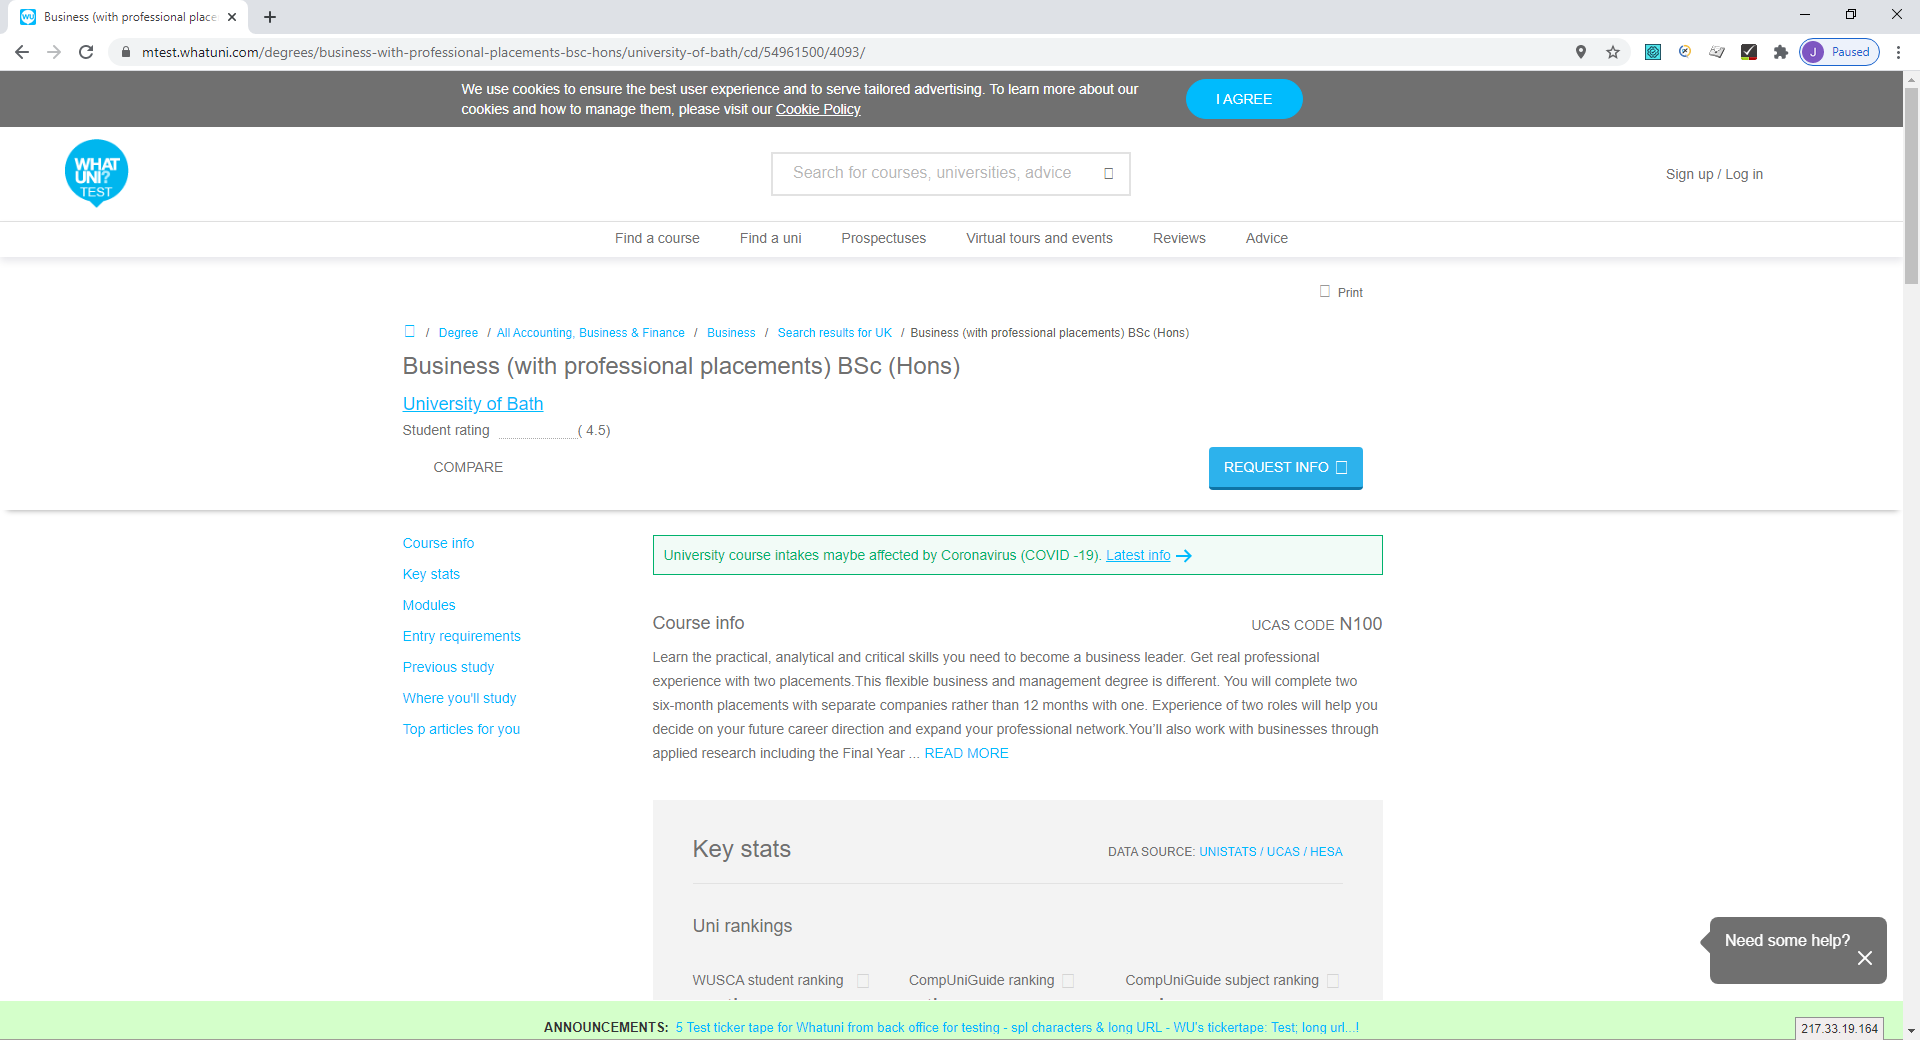 Business (with professional place
mtest.whatuni.com/degrees/business-with-professional-placements-bsc-hons/university-of-bath/cd/54961500/4093/
J Paused
We use cookies to ensure the best user experience and to serve tailored advertising. To learn more about our
cookies and how to manage them, please visit our Cookie Policy
I AGREE
WHAT
UNI?
TEST
Search for courses, universities, advice
Sign up / Log in
Find a course Find a uni Prospectuses Virtual tours and events Reviews Advice
Print
/ Degree / All Accounting, Business & Finance / Business / Search results for UK / Business (with professional placements) BSc (Hons)
Business (with professional placements) BSc (Hons)
University of Bath
Student rating ( 4.5)
COMPARE
REQUEST INFO
Course info
Key stats
Modules
Entry requirements
Previous study
Where you'll study
Top articles for you
University course intakes maybe affected by Coronavirus (COVID -19). Latest info
Course info
UCAS CODE N100
Learn the practical, analytical and critical skills you need to become a business leader. Get real professional
experience with two placements.This flexible business and management degree is different. You will complete two
six-month placements with separate companies rather than 12 months with one. Experience of two roles will help you
decide on your future career direction and expand your professional network.You’ll also work with businesses through
applied research including the Final Year ... READ MORE
Key stats
DATA SOURCE: UNISTATS / UCAS / HESA
Uni rankings
WUSCA student ranking CompUniGuide ranking CompUniGuide subject ranking
Need some help?
ANNOUNCEMENTS: 5 Test ticker tape for Whatuni from back office for testing - spl characters & long URL - WU's tickertape: Test; long url...!
217.33.19.164